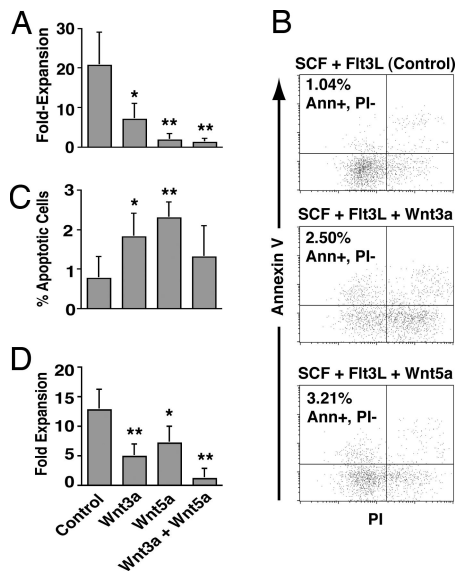 A
Fold-Expansion
30
20
10
0
*
**
**
C
% Apoptotic Cells
3
2
1
0
*
**
D
Fold Expansion
20
15
10
5
0
**
*
**
Control
Wnt3a
Wnt5a
Wnt3a + Wnt5a
B
SCF + Flt3L (Control)
1.04%
Ann+, PI-
SCF + Flt3L + Wnt3a
2.50%
Ann+, PI-
SCF + Flt3L + Wnt5a
3.21%
Ann+, PI-
Annexin V
PI